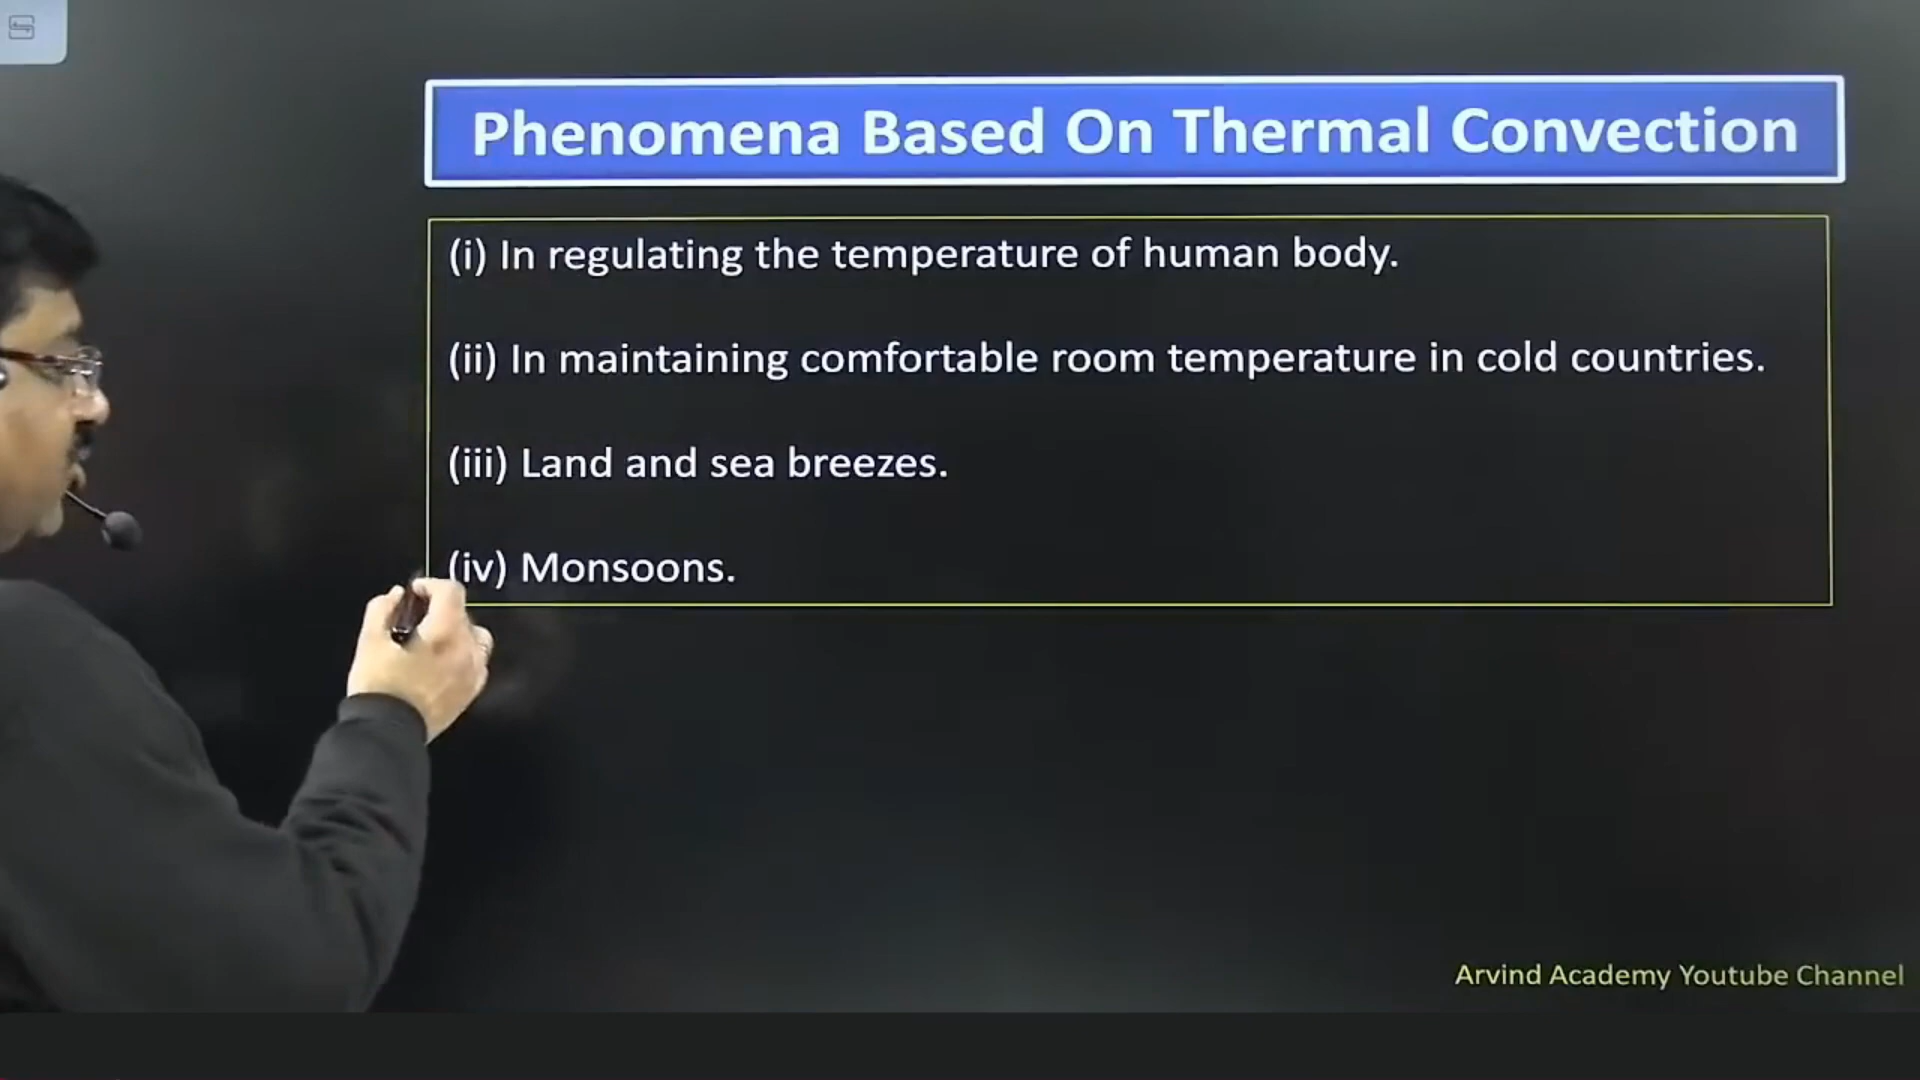 Phenomena Based On Thermal Convection
(i) In regulating the temperature of human body.
(ii) In maintaining comfortable room temperature in cold countries.
(iii) Land and sea breezes.
(iv) Monsoons.
Arvind Academy Youtube Channel